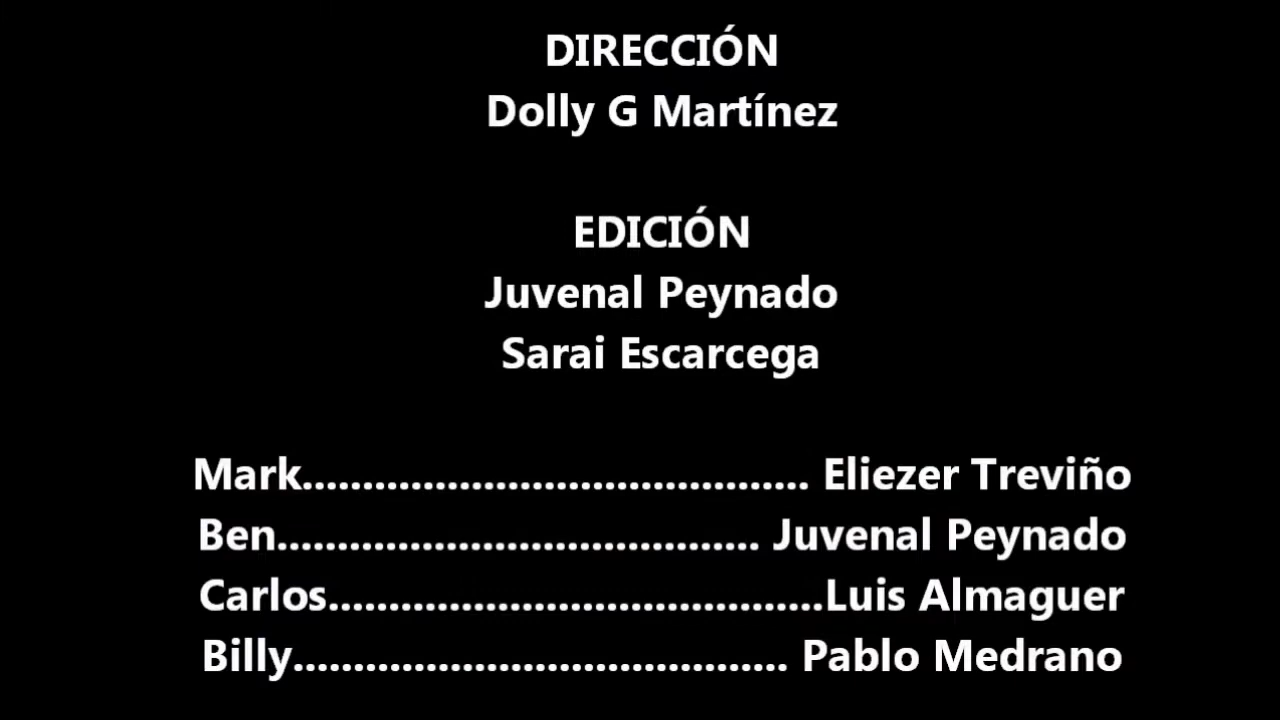 DIRECCIÓN
Dolly G Martínez
EDICIÓN
Juvenal Peynado
Sarai Escarcega
Mark.......................................... Eliezer Treviño
Ben........................................ Juvenal Peynado
Carlos.........................................Luis Almaguer
Billy......................................... Pablo Medrano